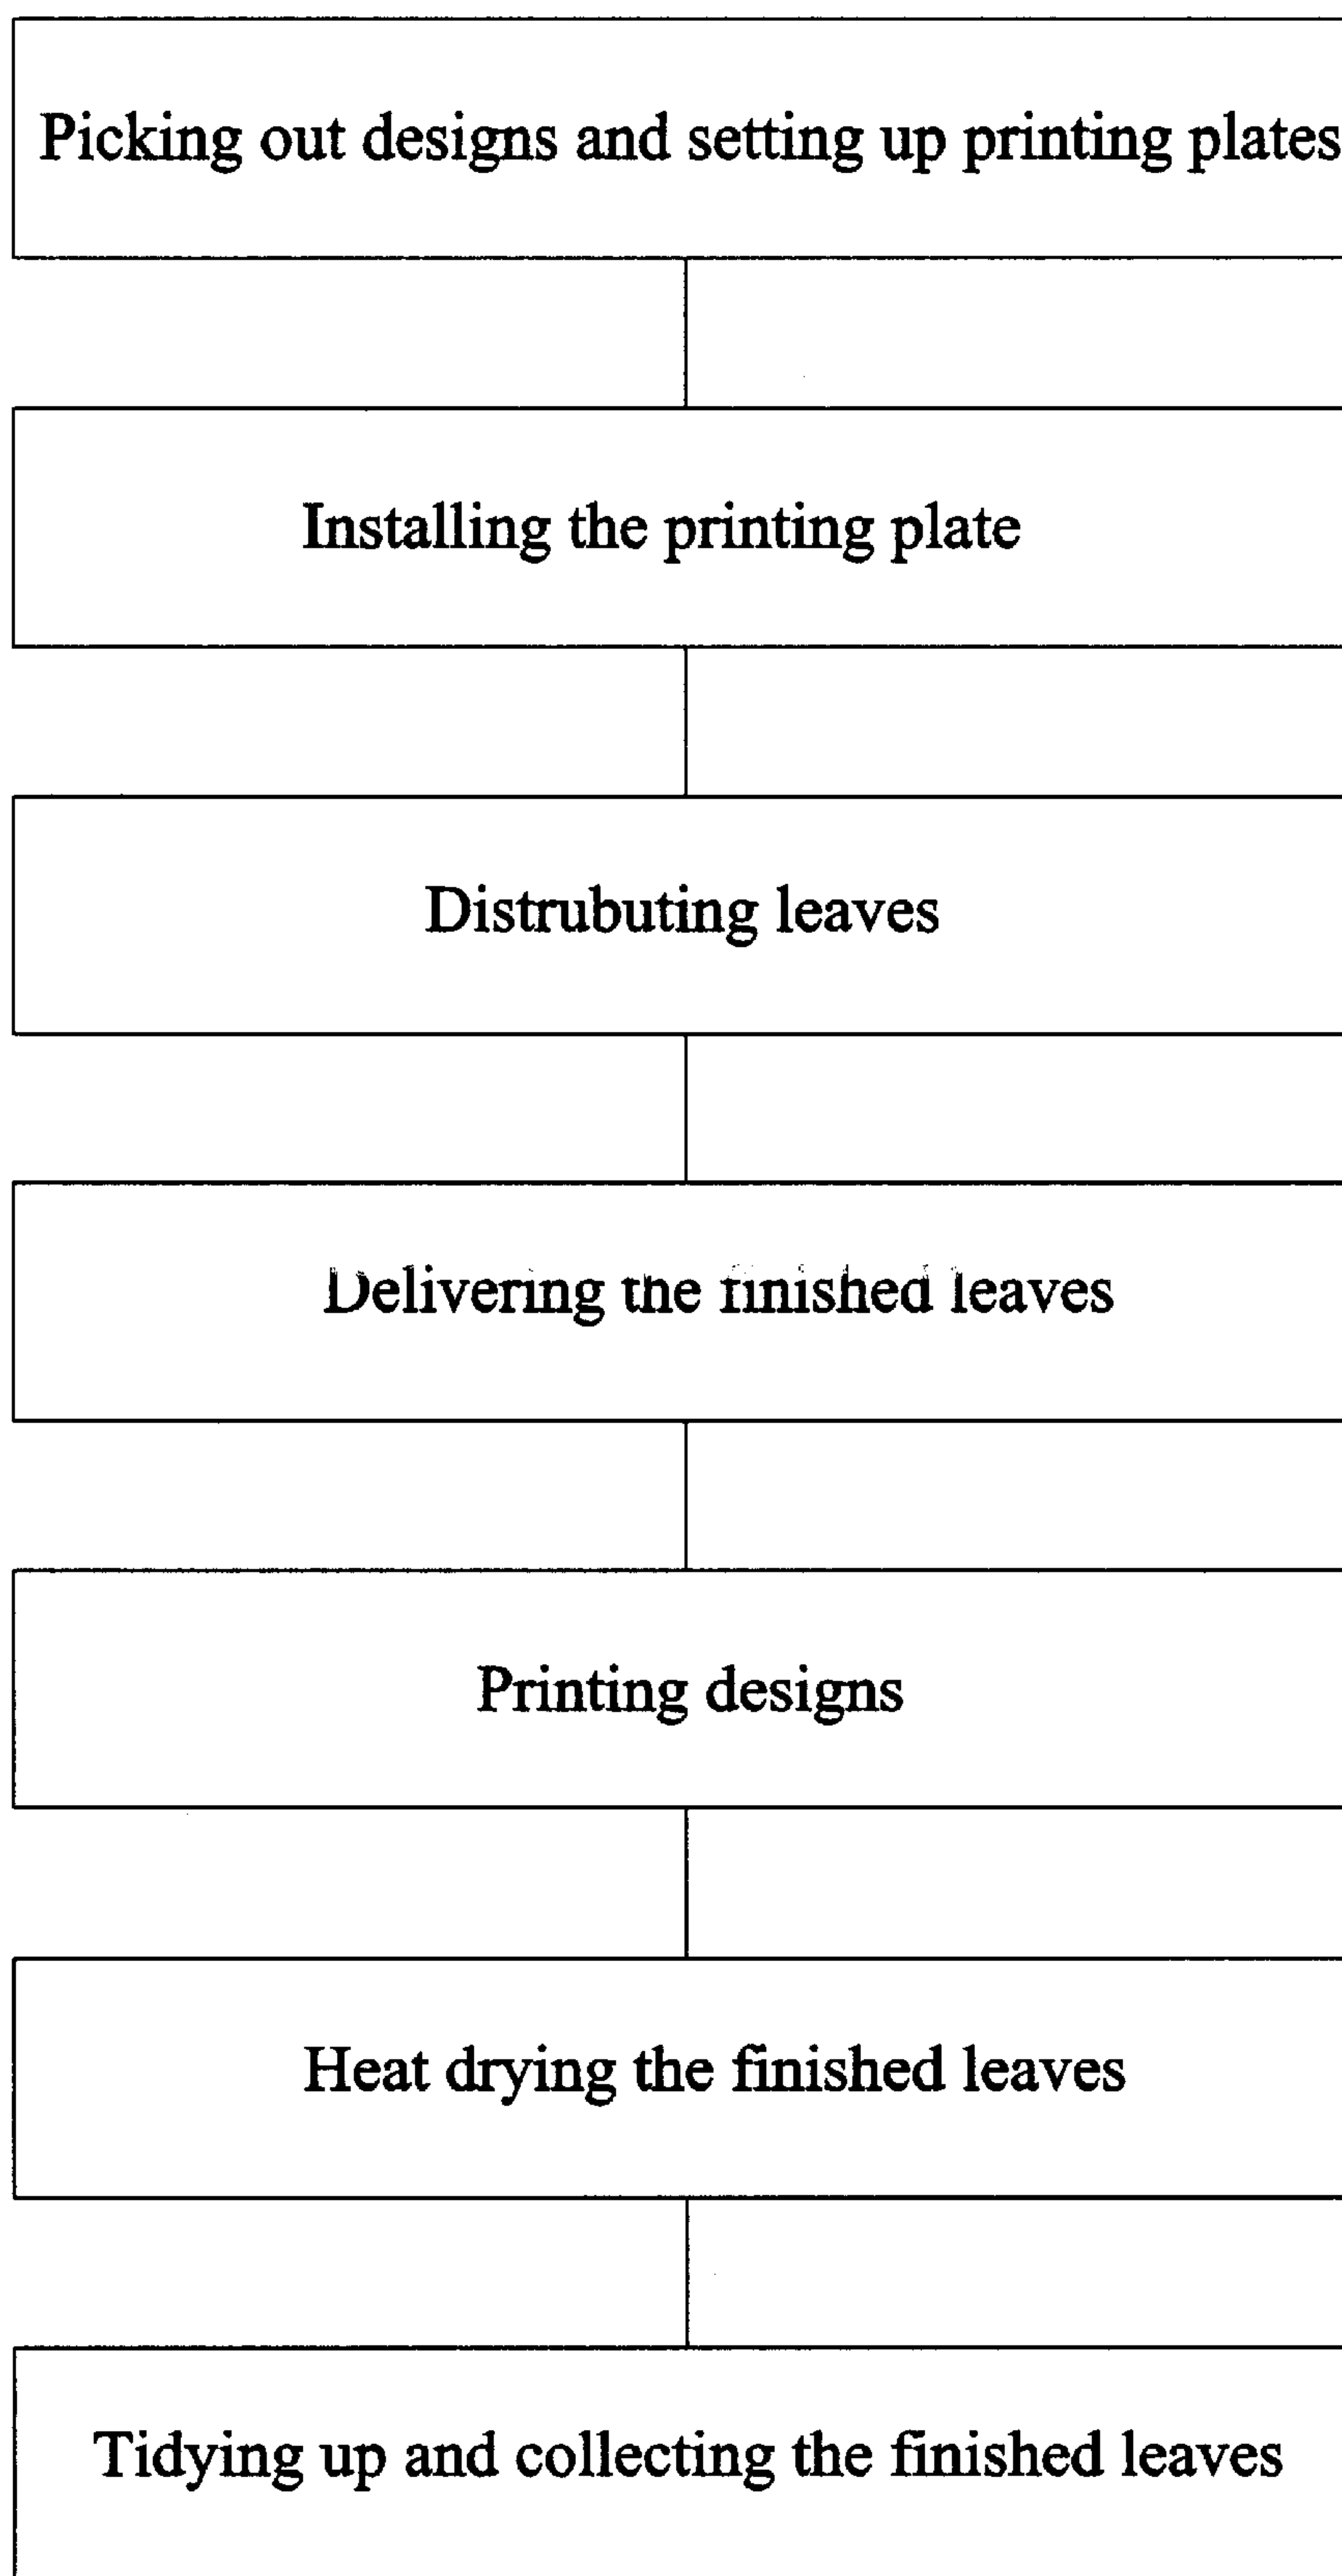 Picking out designs and setting up printing plates
Installing the printing plate
Distrubuting leaves
Delivering the finished leaves
Printing designs
Heat drying the finished leaves
Tidying up and collecting the finished leaves